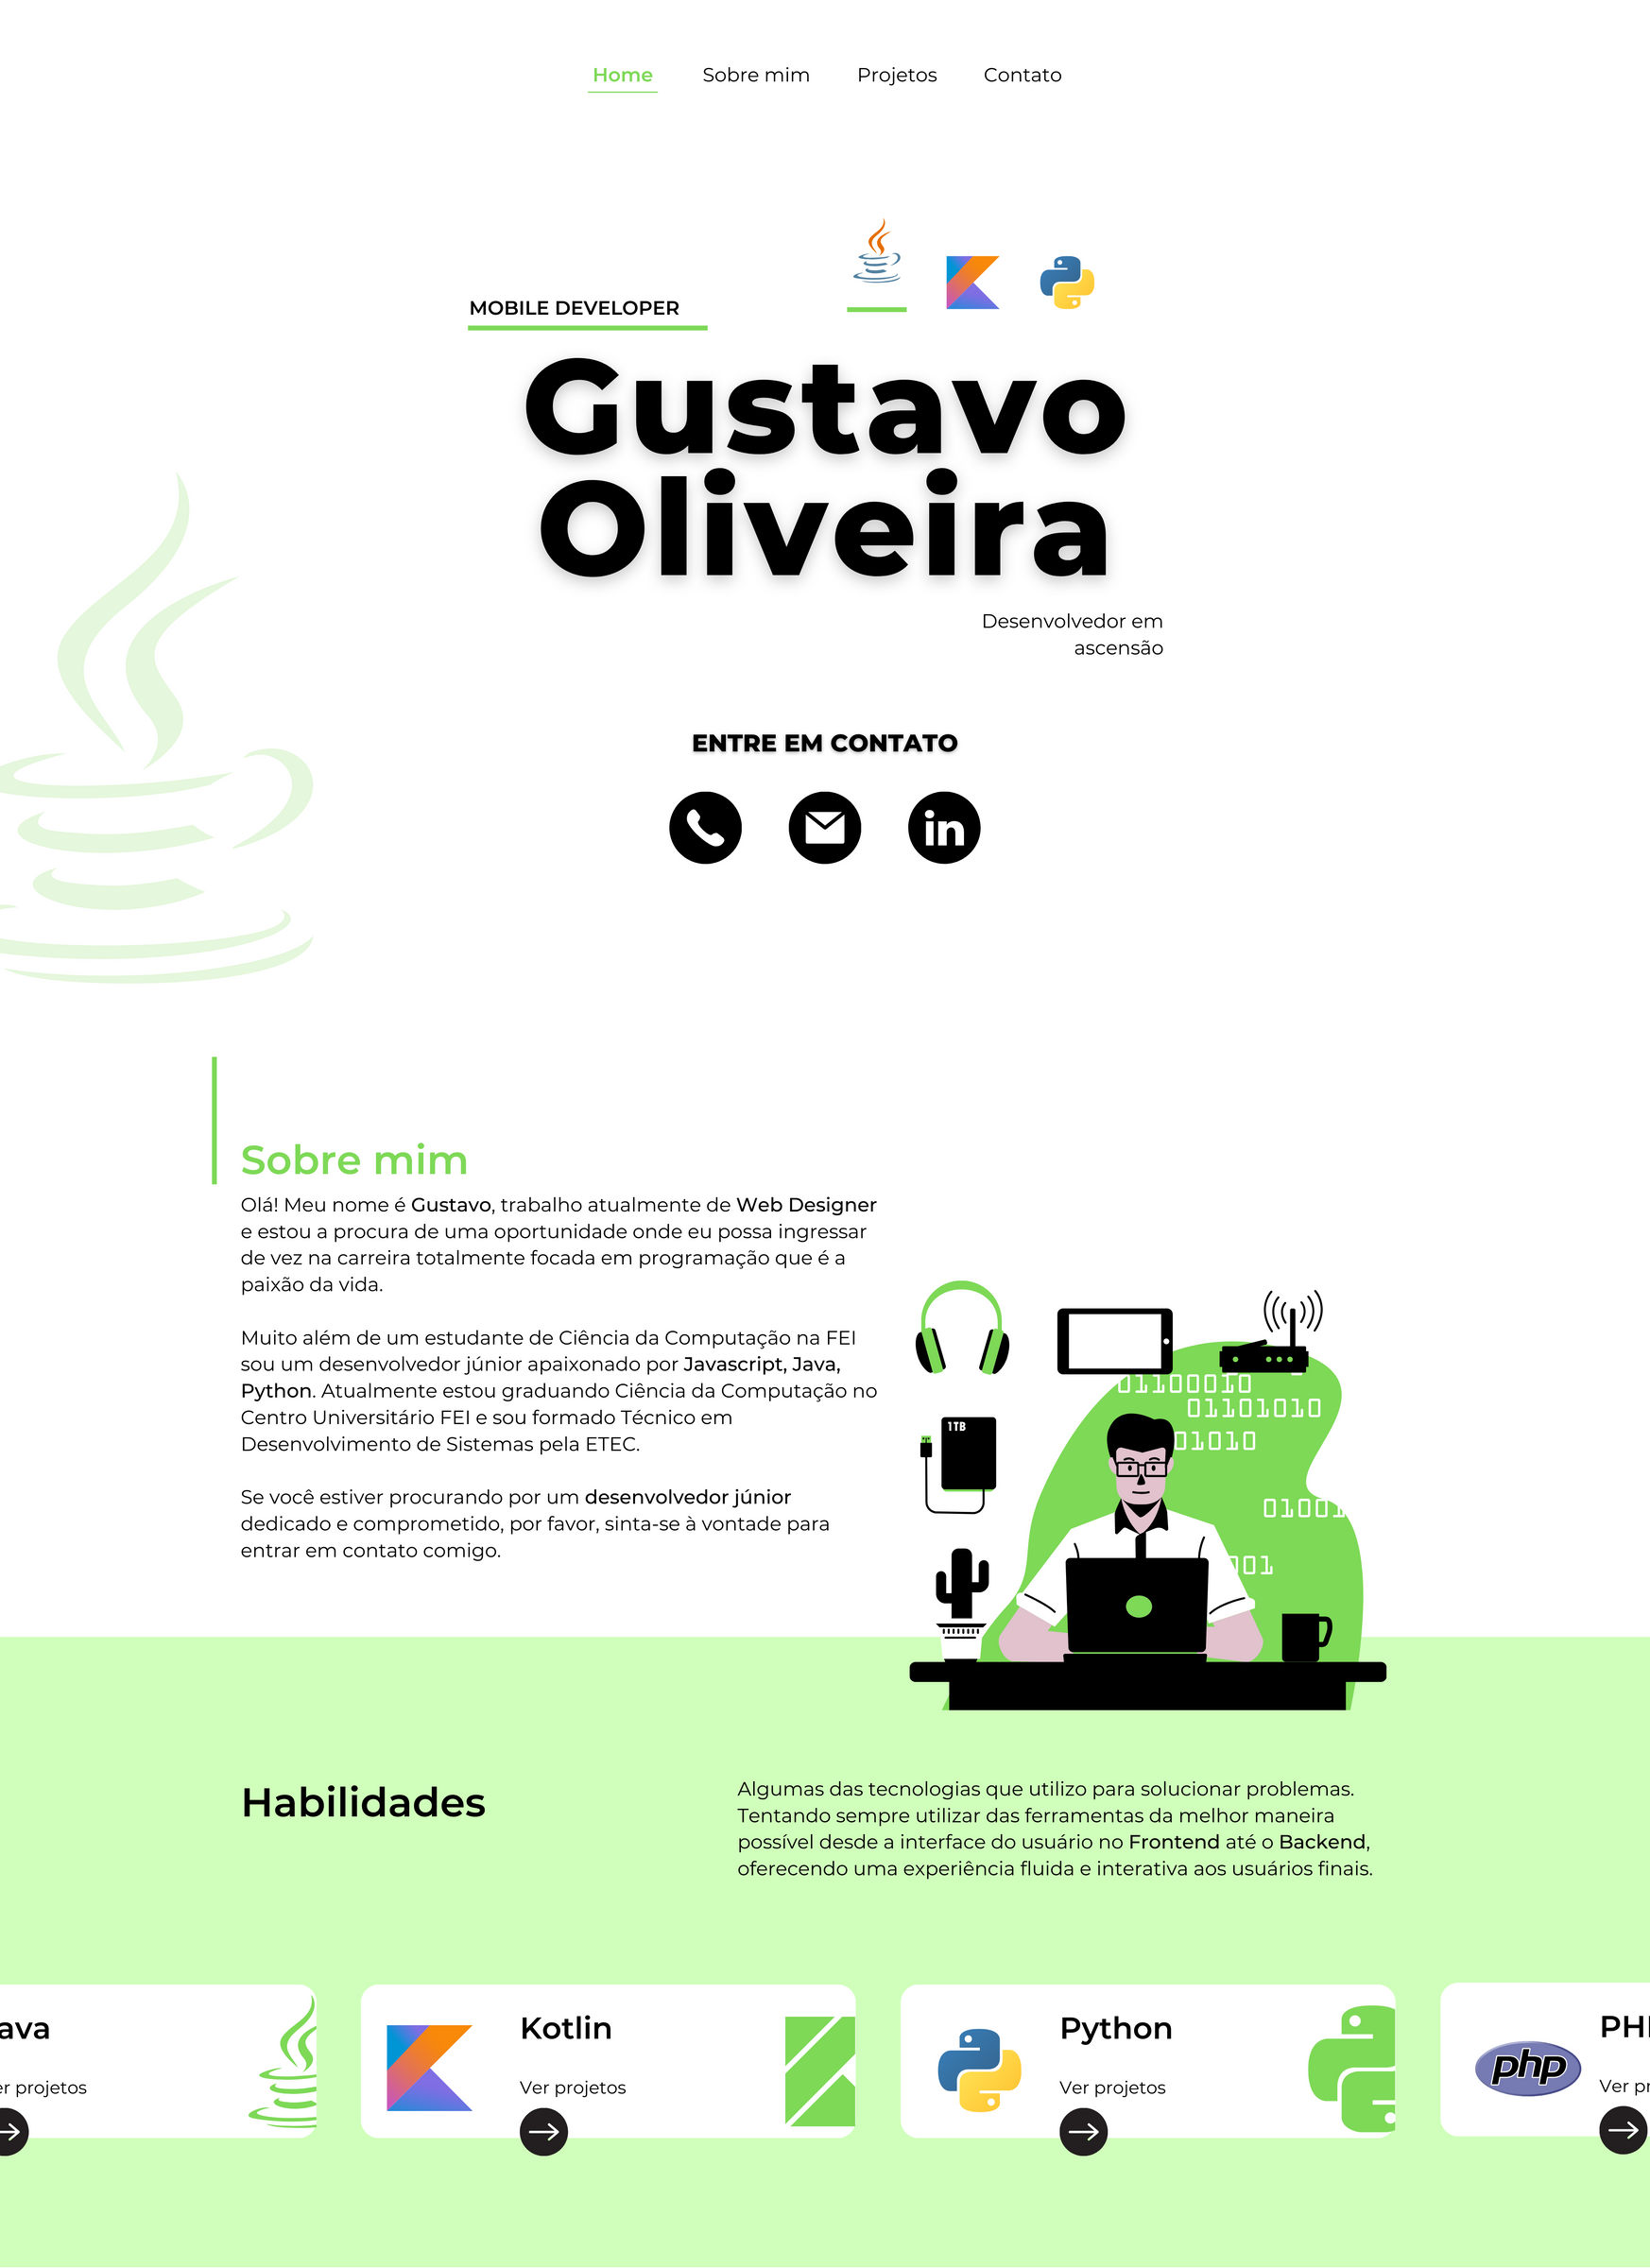 Home Sobre mim Projetos Contato
MOBILE DEVELOPER
Gustavo
Oliveira
Desenvolvedor em
ascensão
ENTRE EM CONTATO
in
Sobre mim
Olá! Meu nome é Gustavo, trabalho atualmente de Web Designer
e estou a procura de uma oportunidade onde eu possa ingressar
de vez na carreira totalmente focada em programação que é a
paixão da vida.
Muito além de um estudante de Ciência da Computação na FEI
sou um desenvolvedor júnior apaixonado por Javascript, Java,
Python. Atualmente estou graduando Ciência da Computação no
Centro Universitário FEI e sou formado Técnico em
Desenvolvimento de Sistemas pela ETEC.
Se você estiver procurando por um desenvolvedor júnior
dedicado e comprometido, por favor, sinta-se à vontade para
entrar em contato comigo.
01100010
01101010
01010
1TB
01001
001
Habilidades
Algumas das tecnologias que utilizo para solucionar problemas.
Tentando sempre utilizar das ferramentas da melhor maneira
possível desde a interface do usuário no Frontend até o Backend,
oferecendo uma experiência fluida e interativa aos usuários finais.
ava
er projetos
Kotlin
Ver projetos
Python
Ver projetos
php
PH
Ver p